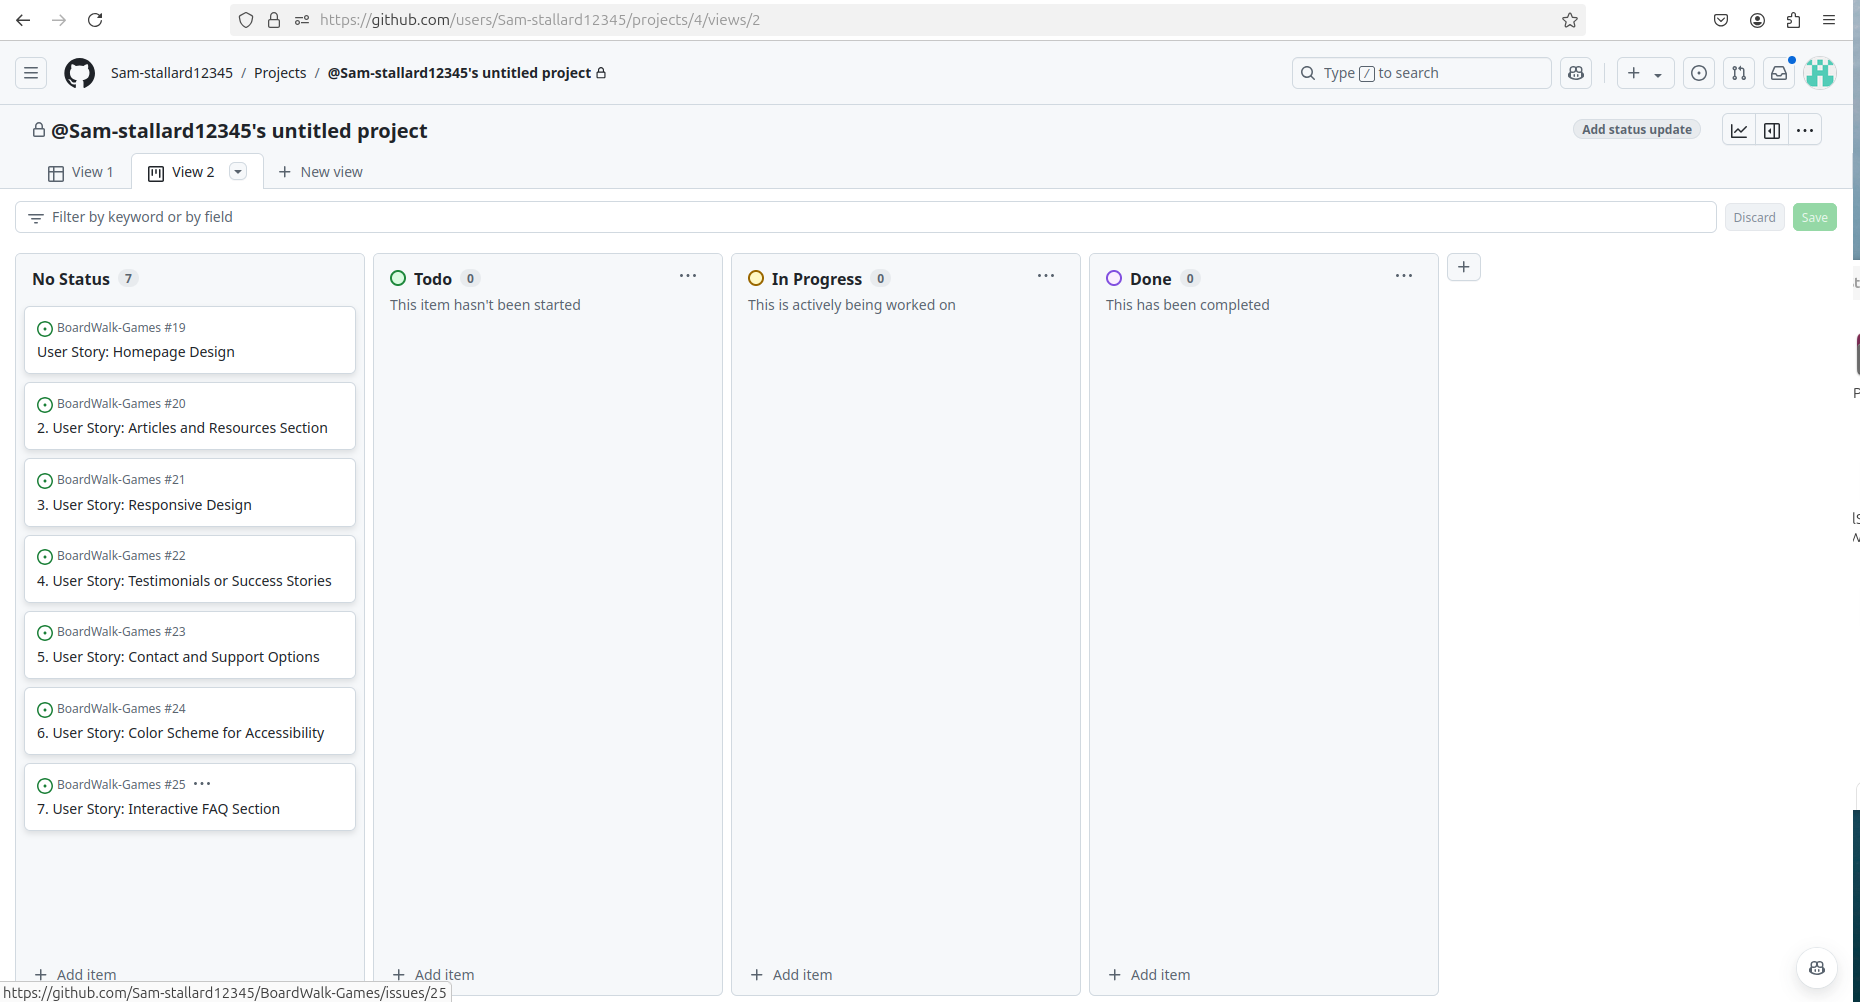 https://github.com/users/Sam-stallard12345/projects/4/views/2
Sam-stallard12345 / Projects / @Sam-stallard12345's untitled project
Type / to search
@Sam-stallard12345's untitled project
Add status update
View 1
View 2
New view
Filter by keyword or by field
Discard
Save
No Status 7
BoardWalk-Games #19
User Story: Homepage Design
BoardWalk-Games #20
2. User Story: Articles and Resources Section
BoardWalk-Games #21
3. User Story: Responsive Design
BoardWalk-Games #22
4. User Story: Testimonials or Success Stories
BoardWalk-Games #23
5. User Story: Contact and Support Options
BoardWalk-Games #24
6. User Story: Color Scheme for Accessibility
BoardWalk-Games #25 ...
7. User Story: Interactive FAQ Section
+ Add item
Todo 0
This item hasn't been started
+ Add item
In Progress 0
This is actively being worked on
+ Add item
Done 0
This has been completed
+ Add item
https://github.com/Sam-stallard12345/BoardWalk-Games/issues/25